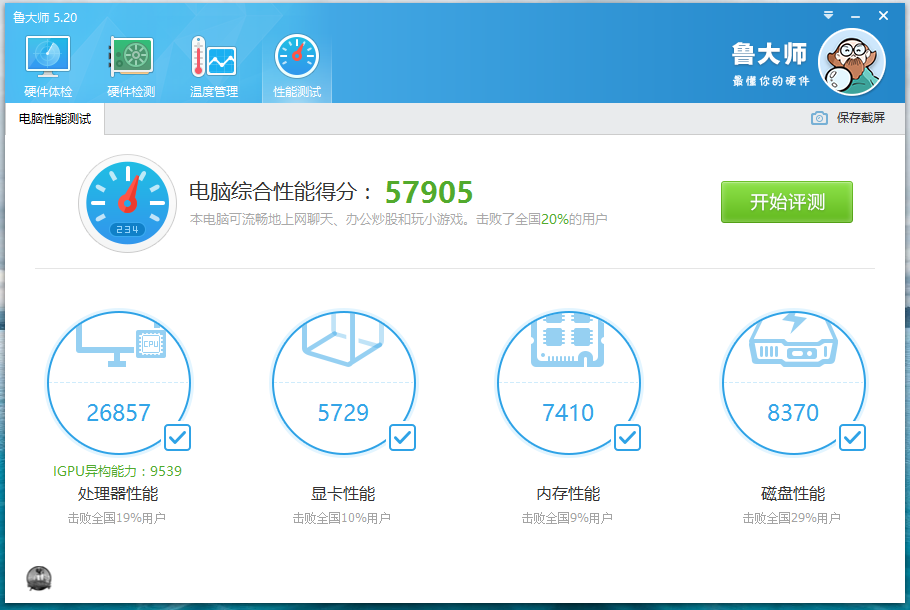 鲁大师 5.20
硬件体检
硬件检测
温度管理
性能测试
鲁大师
最懂你的硬件
电脑性能测试
保存截屏
电脑综合性能得分： 57905
本电脑可流畅地上网聊天、办公炒股和玩小游戏。击败了全国20%的用户
开始评测
234
CPU
26857
5729
7410
8370
IGPU异构能力：9539
处理器性能
显卡性能
内存性能
磁盘性能
击败全国19%用户
击败全国10%用户
击败全国9%用户
击败全国29%用户